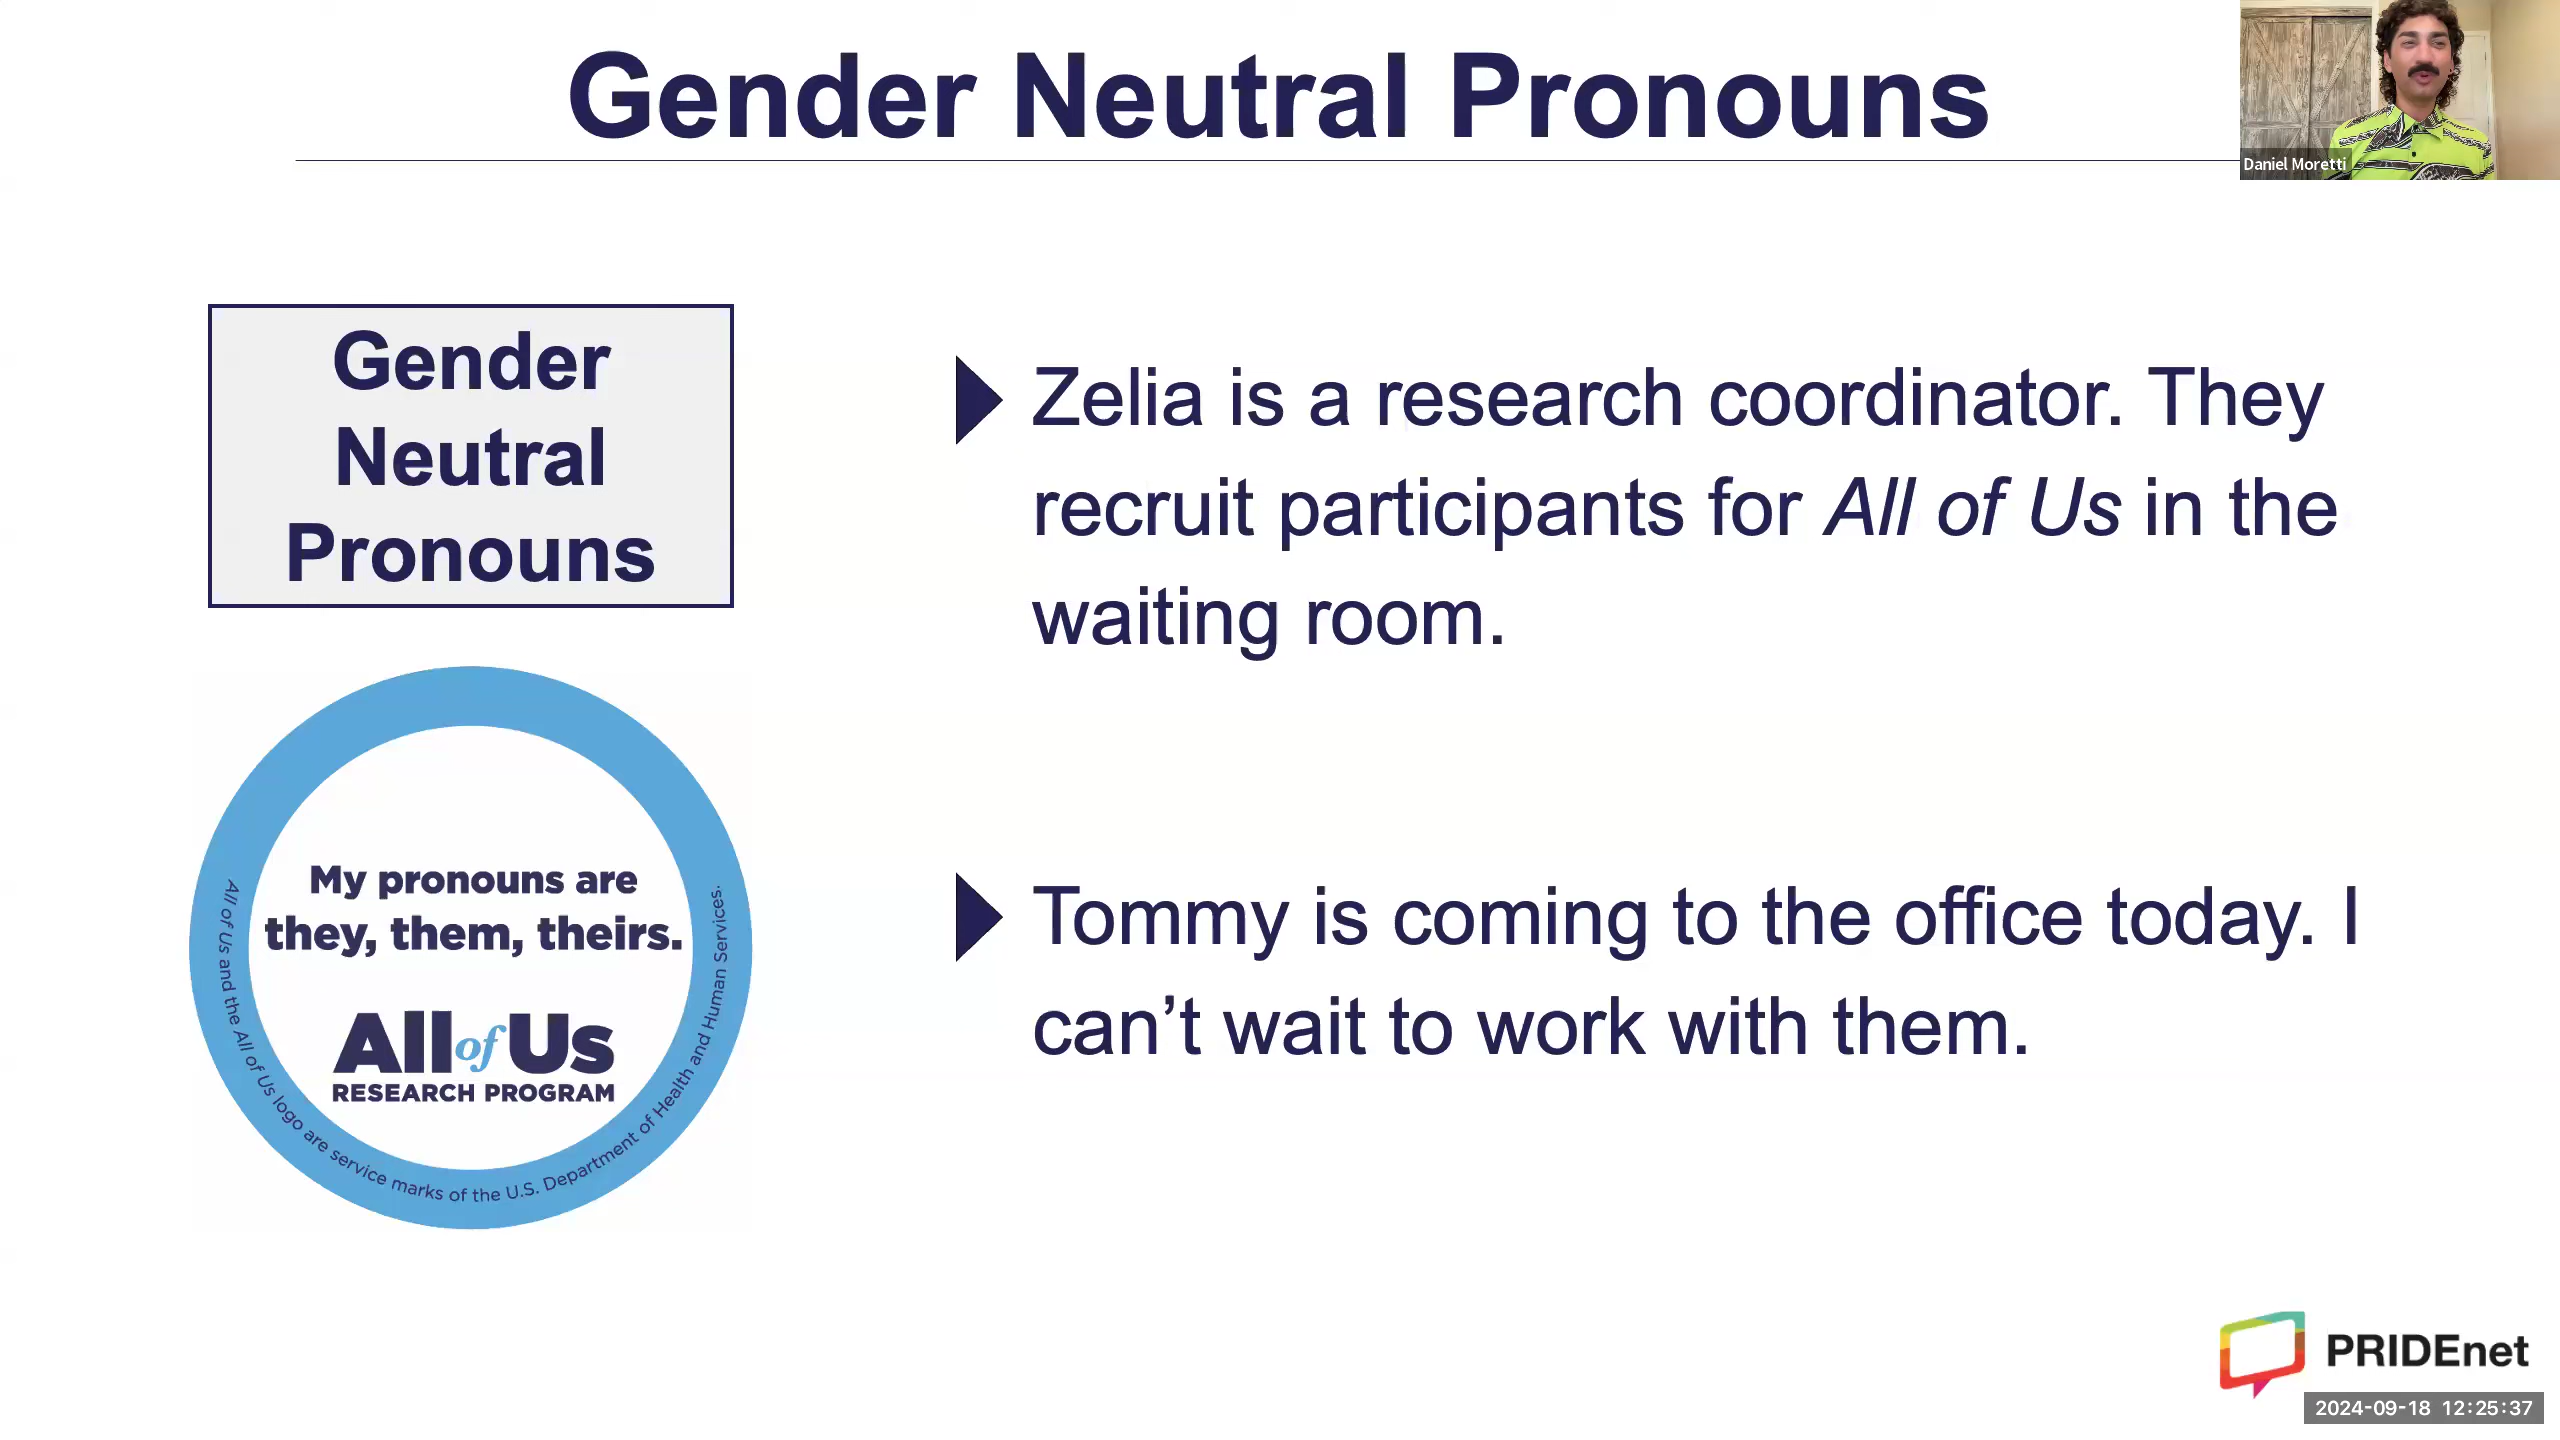 Gender Neutral Pronouns
Daniel Moretti
Gender
Neutral
Pronouns
Zelia is a research coordinator. They
recruit participants for All of Us in the
waiting room.
My pronouns are
they, them, theirs.
All of Us
RESEARCH PROGRAM
All of Us and the All of Us logo are service marks of the U.S. Department of Health and Human Services.
Tommy is coming to the office today. I
can’t wait to work with them.
PRIDEnet
2024-09-18 12:25:37